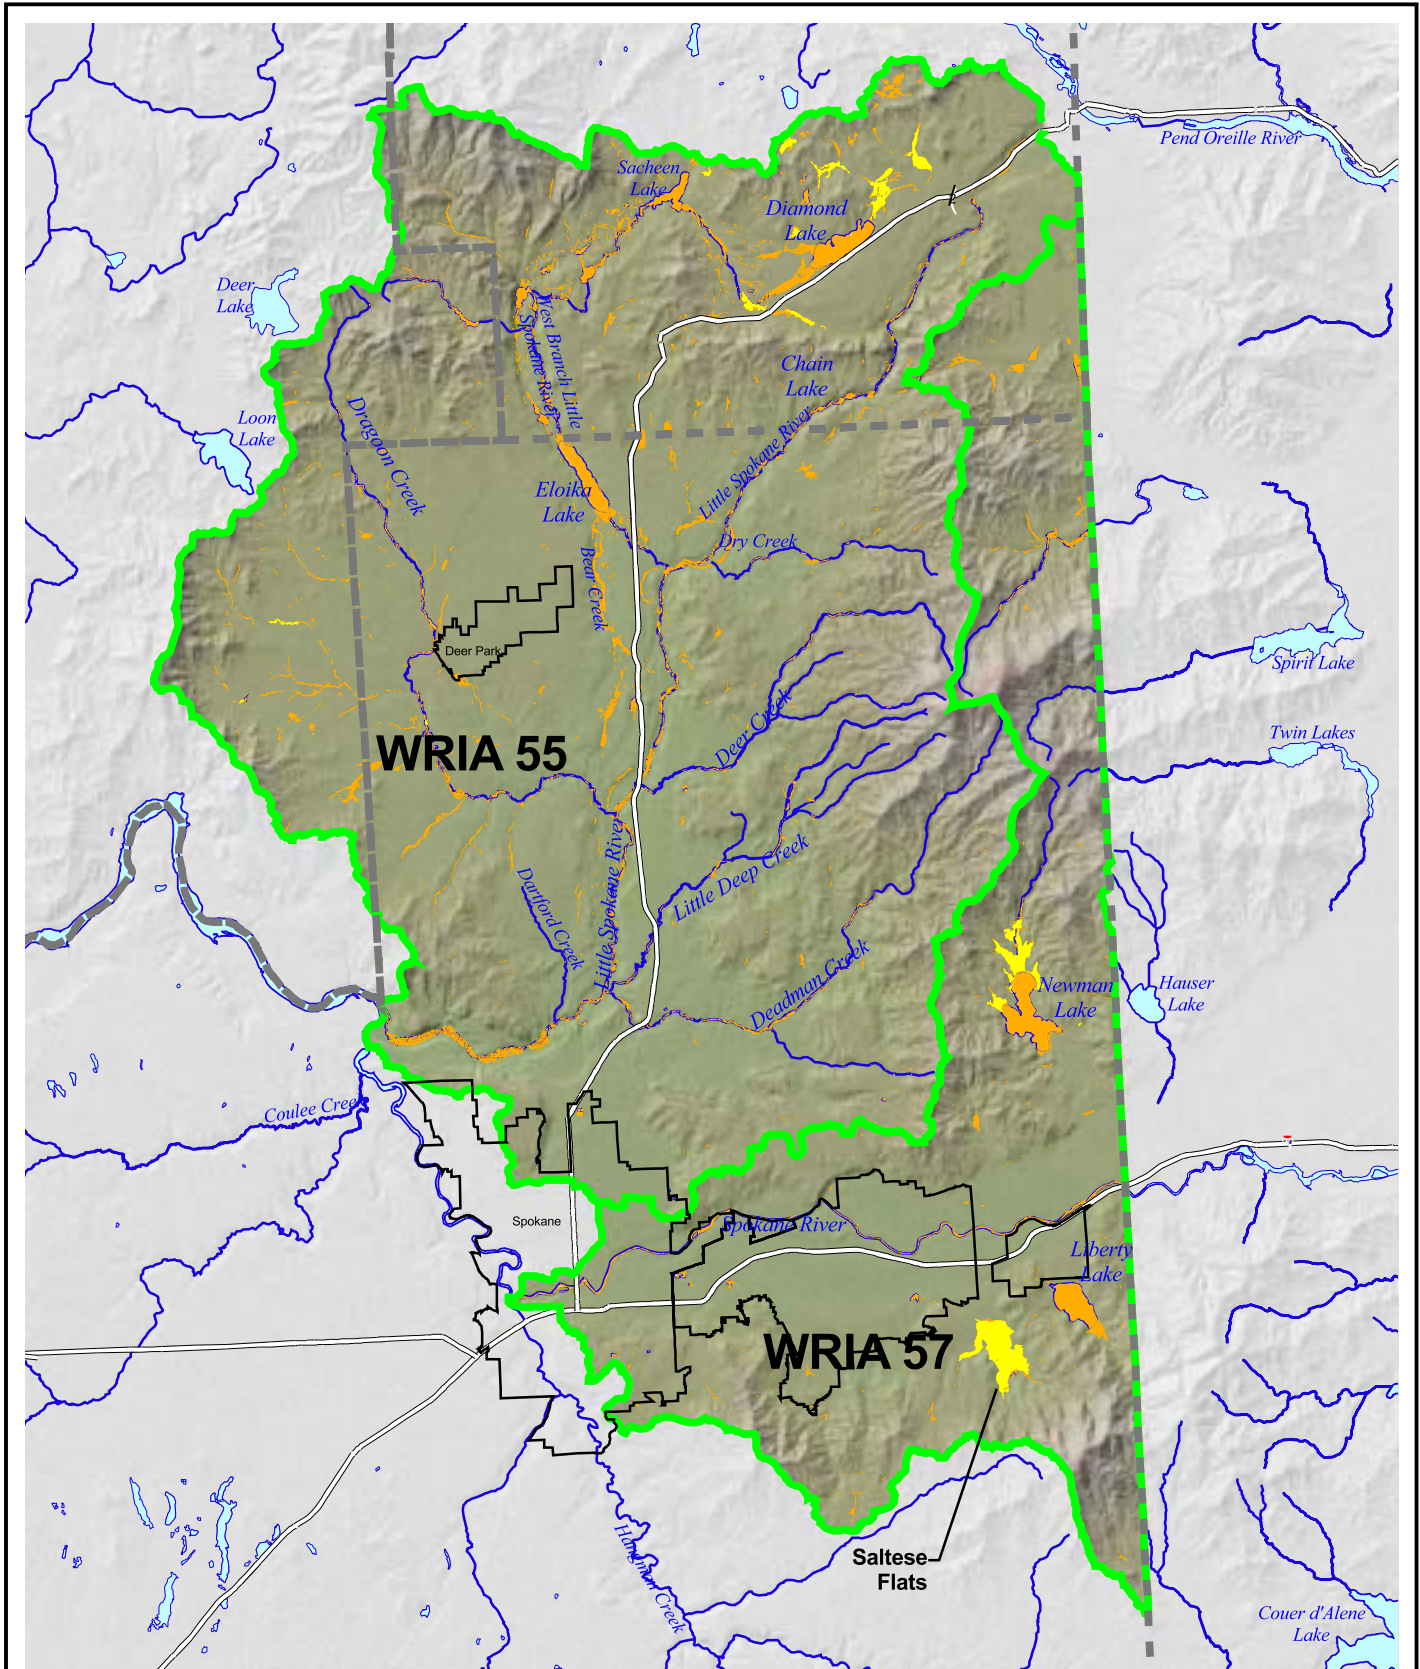 Pend Oreille River
Sacheen
Lake
Diamond
Lake
Deer
Lake
West Branch Little
Spokane River
Chain
Lake
Dragoon Creek
Loon
Lake
Little Spokane River
Eloika
Lake
Dry Creek
Bear Creek
Deer Park
Spirit Lake
Deer Creek
Twin Lakes
WRIA 55
Little Spokane River
Little Deep Creek
Dartford Creek
Deadman Creek
Newman
Lake
Hauser
Lake
Coulee Creek
Spokane
Spokane River
Liberty
Lake
WRIA 57
Saltese
Flats
Hangman Creek
Couer d'Alene
Lake